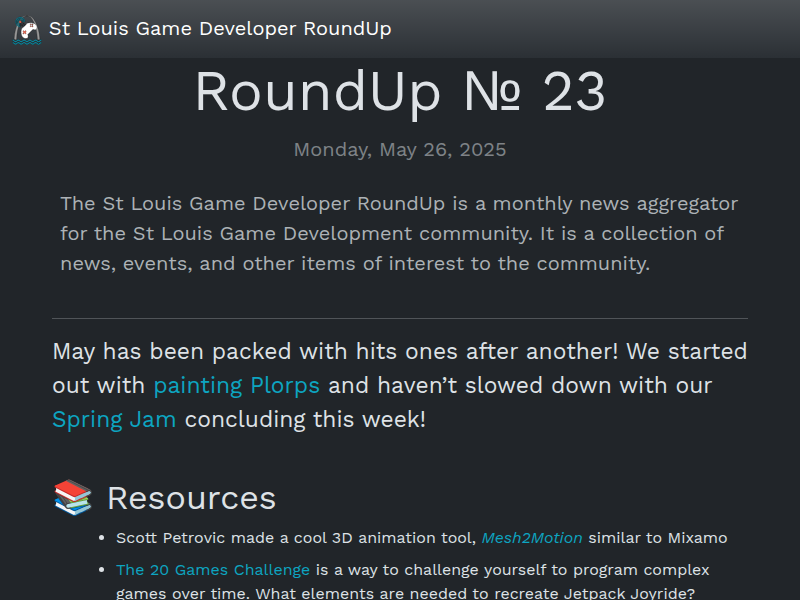 St Louis Game Developer RoundUp
RoundUp № 23
Monday, May 26, 2025
The St Louis Game Developer RoundUp is a monthly news aggregator
for the St Louis Game Development community. It is a collection of
news, events, and other items of interest to the community.
May has been packed with hits ones after another! We started
out with painting Plorps and haven’t slowed down with our
Spring Jam concluding this week!
📚 Resources
• Scott Petrovic made a cool 3D animation tool, Mesh2Motion similar to Mixamo
• The 20 Games Challenge is a way to challenge yourself to program complex
games over time. What elements are needed to recreate Jetpack Joyride?